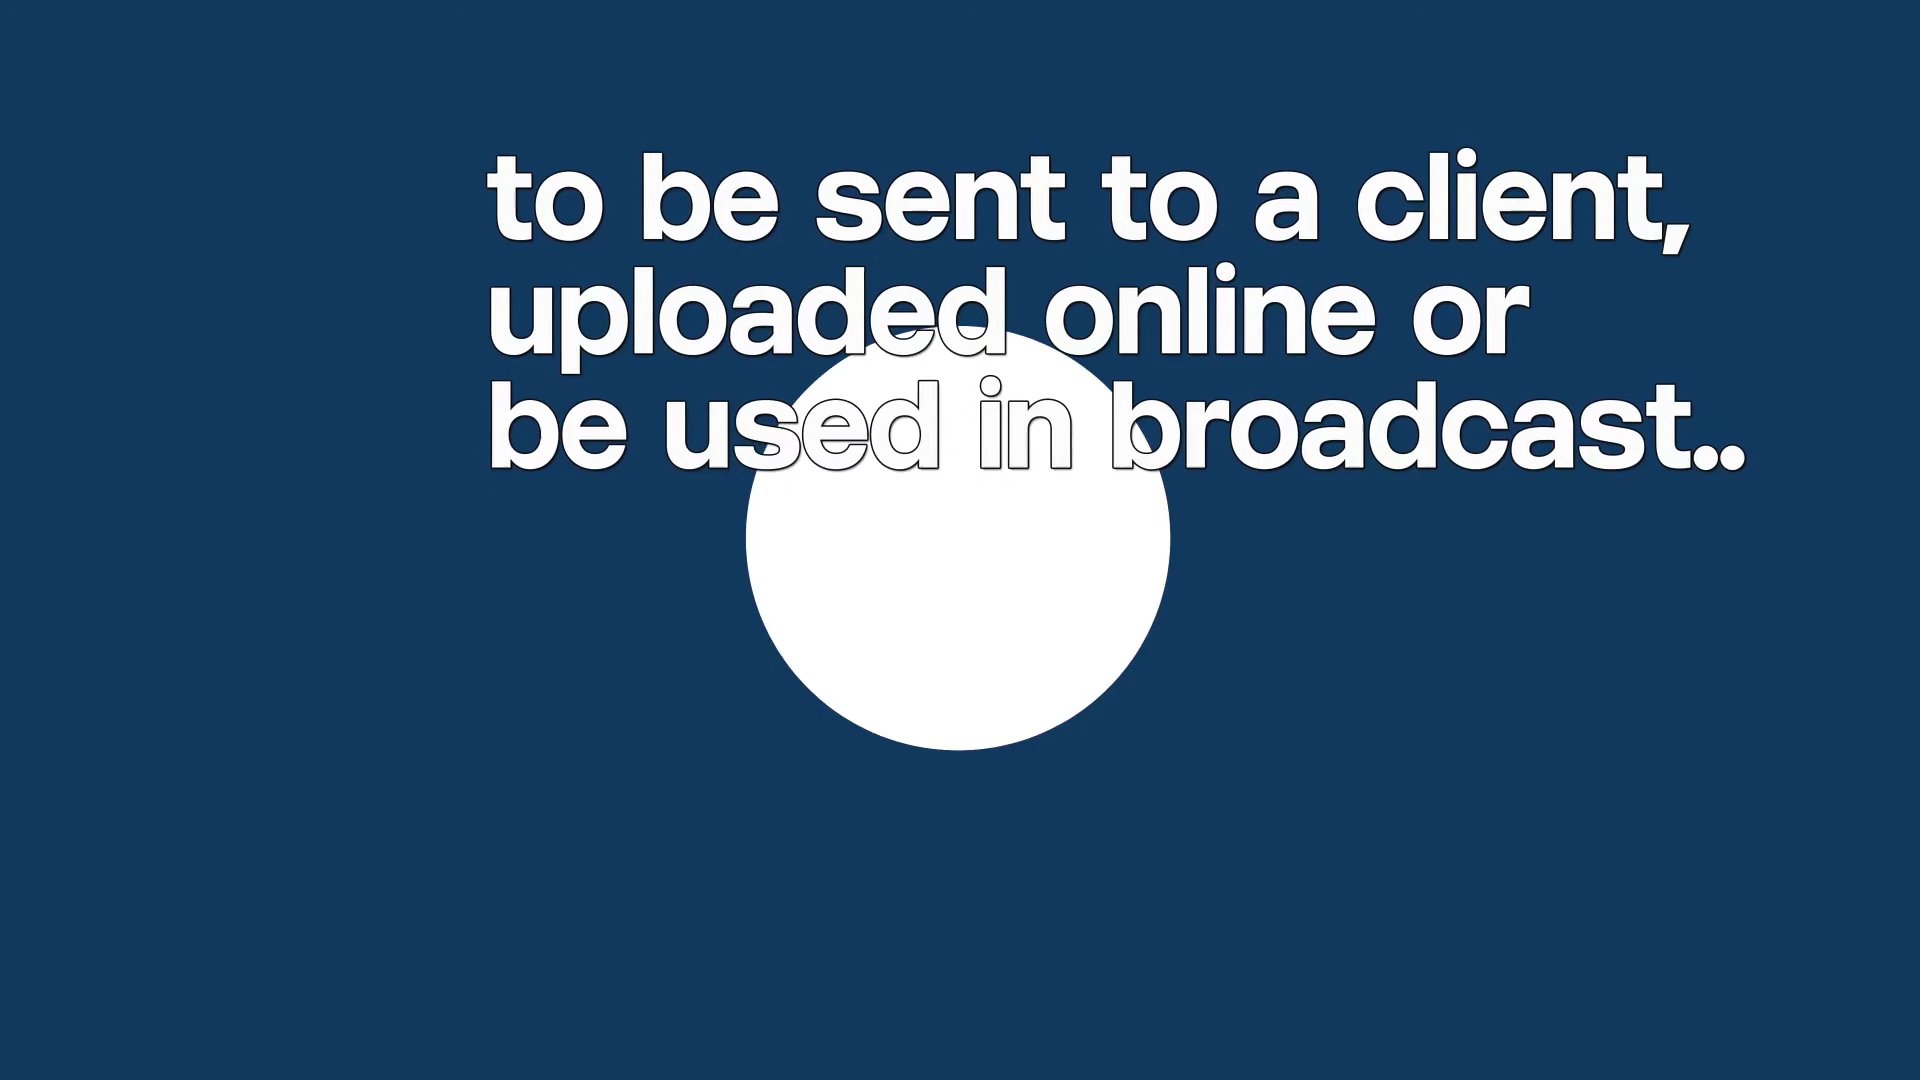 to be sent to a client,
uploaded online or
be used in broadcast..